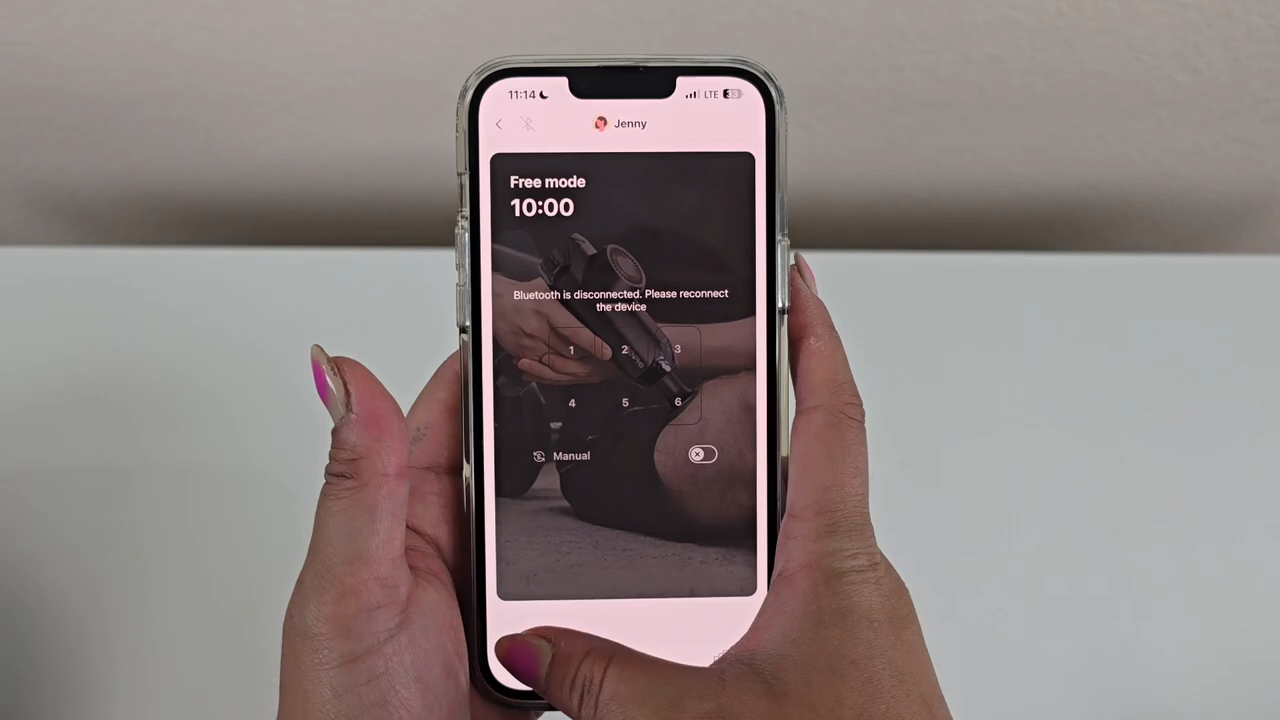 11:14
LTE 33
Jenny
Free mode
10:00
Bluetooth is disconnected. Please reconnect
the device
1 2 3
4 5 6
Manual